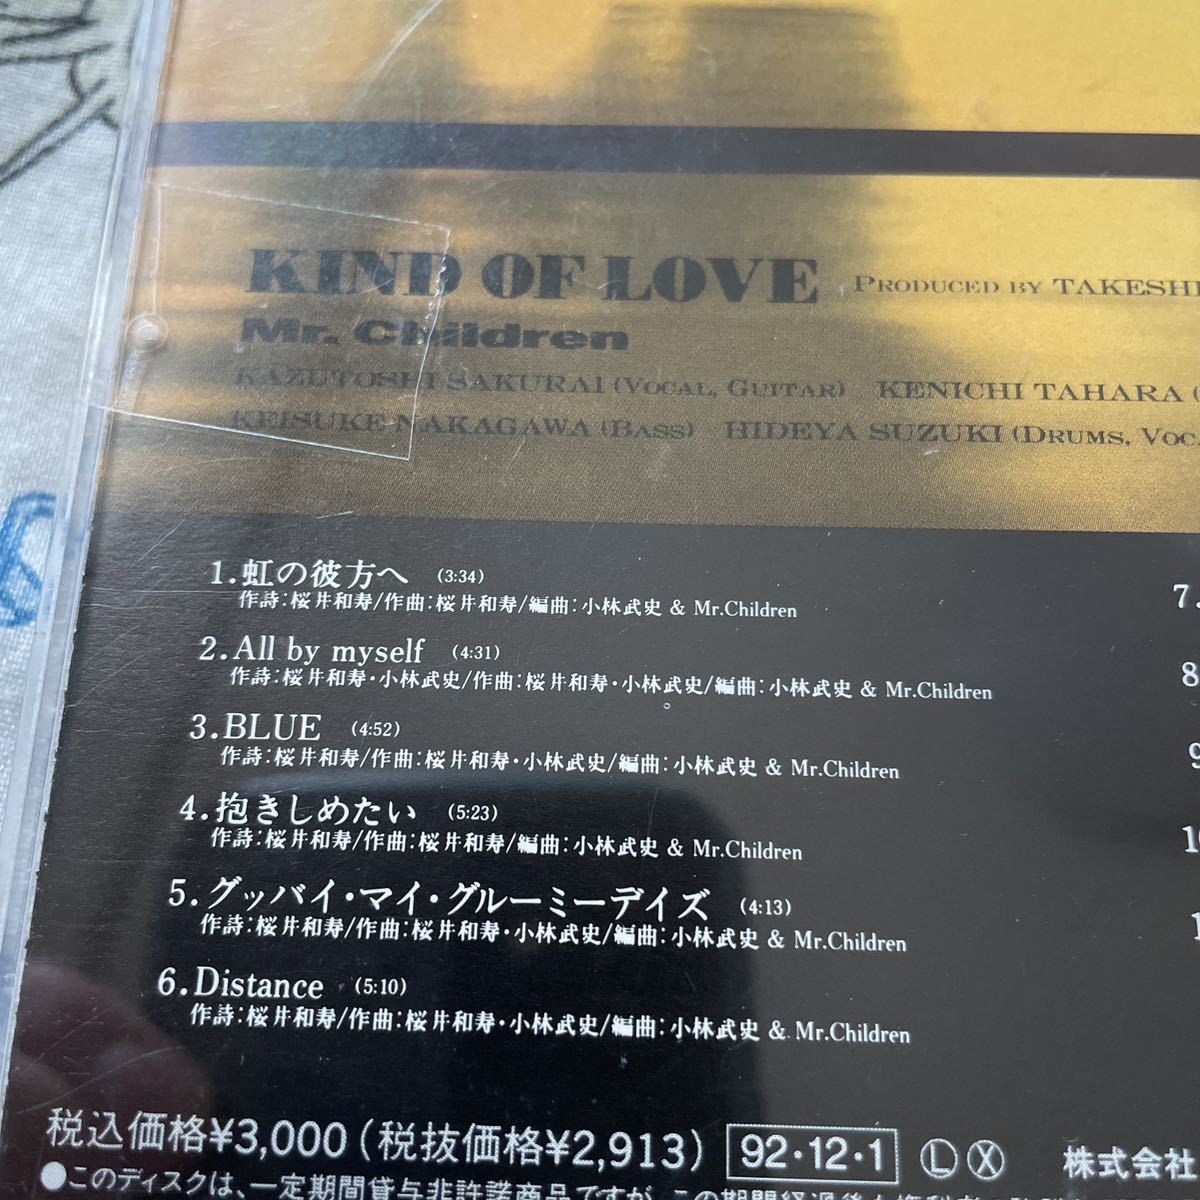 KIND OF LOVE PRODUCED BY TAKESHI
Mr. Children
KAZUTOSHI SAKURAI (VOCAL, GUITAR) KENICHI TAHARA (
KEISUKE NAKAGAWA (BASS) HIDEYA SUZUKI (DRUMS, VOC
1.虹の彼方へ (3:34)
作詩:桜井和寿/作曲:桜井和寿/編曲:小林武史 & Mr.Children
2.All by myself (4:31)
作詩:桜井和寿・小林武史/作曲:桜井和寿・小林武史/編曲:小林武史 & Mr.Children
3.BLUE (4:52)
作詩:桜井和寿/作曲:桜井和寿・小林武史/編曲:小林武史 & Mr.Children
4.抱きしめたい (5:23)
作詩:桜井和寿/作曲:桜井和寿/編曲:小林武史 & Mr.Children
5.グッバイ・マイ・グルーミーデイズ (4:13)
作詩:桜井和寿/作曲:桜井和寿・小林武史/編曲:小林武史 & Mr.Children
6.Distance (5:10)
作詩:桜井和寿/作曲:桜井和寿・小林武史/編曲:小林武史 & Mr.Children
7.
8
9
1
税込価格¥3,000(税抜価格¥2,913) 92・12・1 Ⓛ Ⓧ 株式会社
●このディスクは、一定期間貸与非許諾商品ですが、この期間経過後も権利者